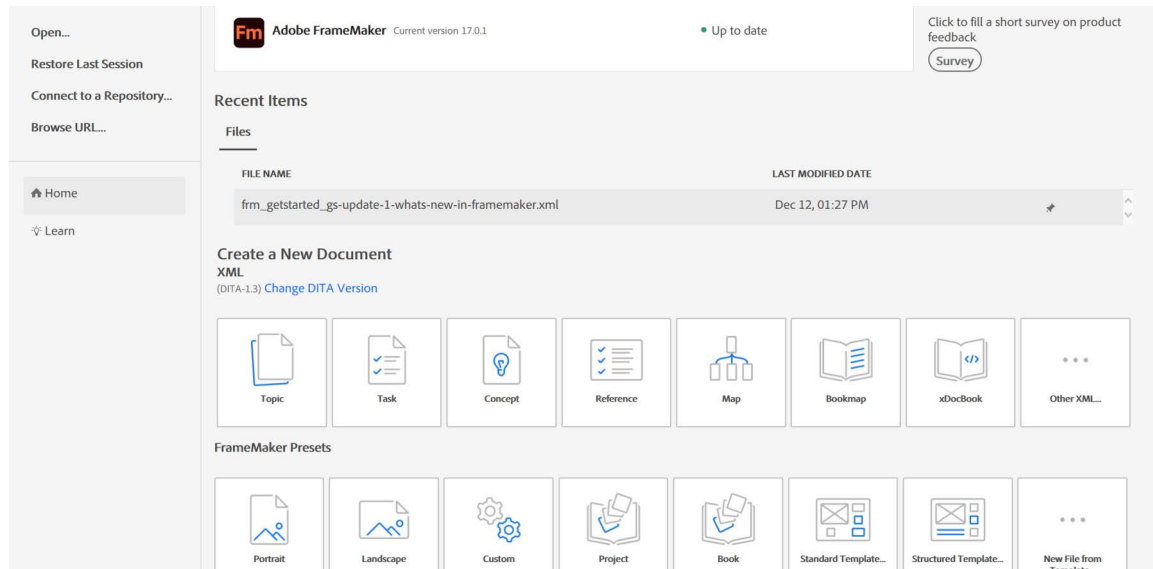 Open...
Restore Last Session
Connect to a Repository...
Browse URL...
Home
Learn
Fm
Adobe FrameMaker Current version 17.0.1
Up to date
Click to fill a short survey on product
feedback
Survey
Recent Items
Files
FILE NAME LAST MODIFIED DATE
frm_getstarted_gs-update-1-whats-new-in-framemaker.xml Dec 12, 01:27 PM
Create a New Document
XML
(DITA-1.3) Change DITA Version
Topic Task Concept Reference Map Bookmap xDocBook Other XML...
FrameMaker Presets
Portrait Landscape Custom Project Book Standard Template... Structured Template... New File from
Template...